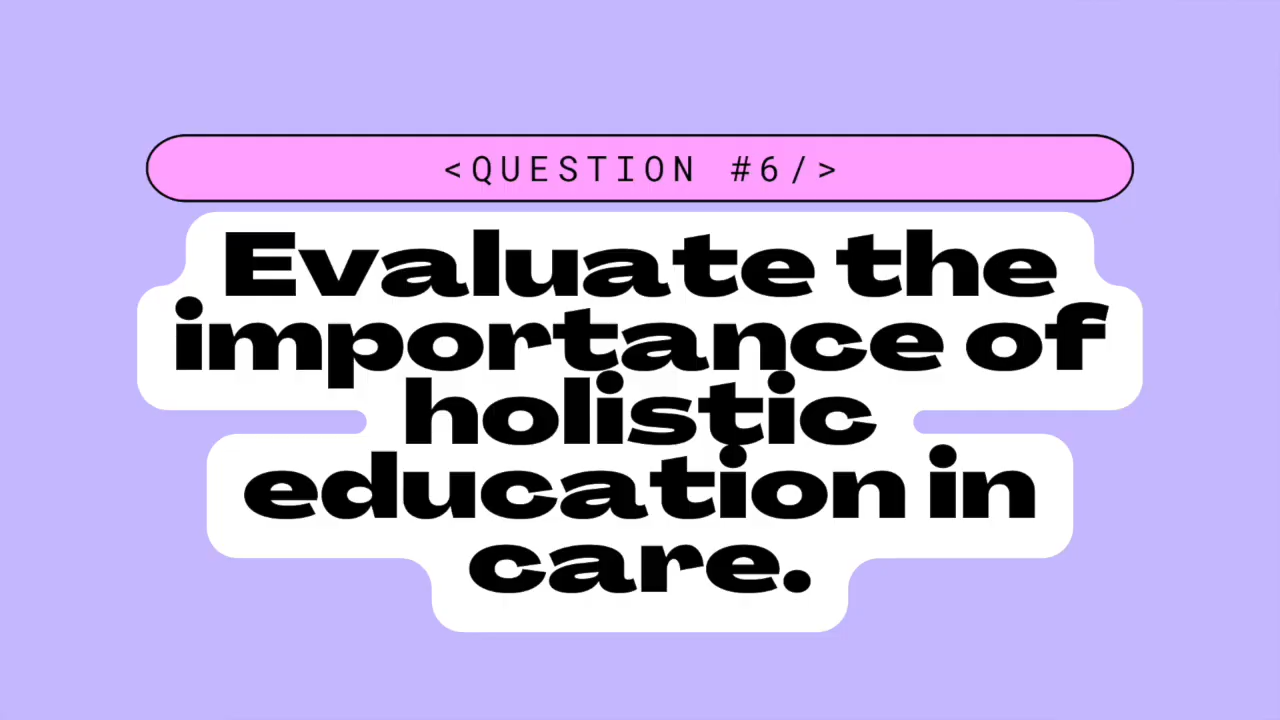 <QUESTION #6/>
Evaluate the
importance of
holistic
education in
care.